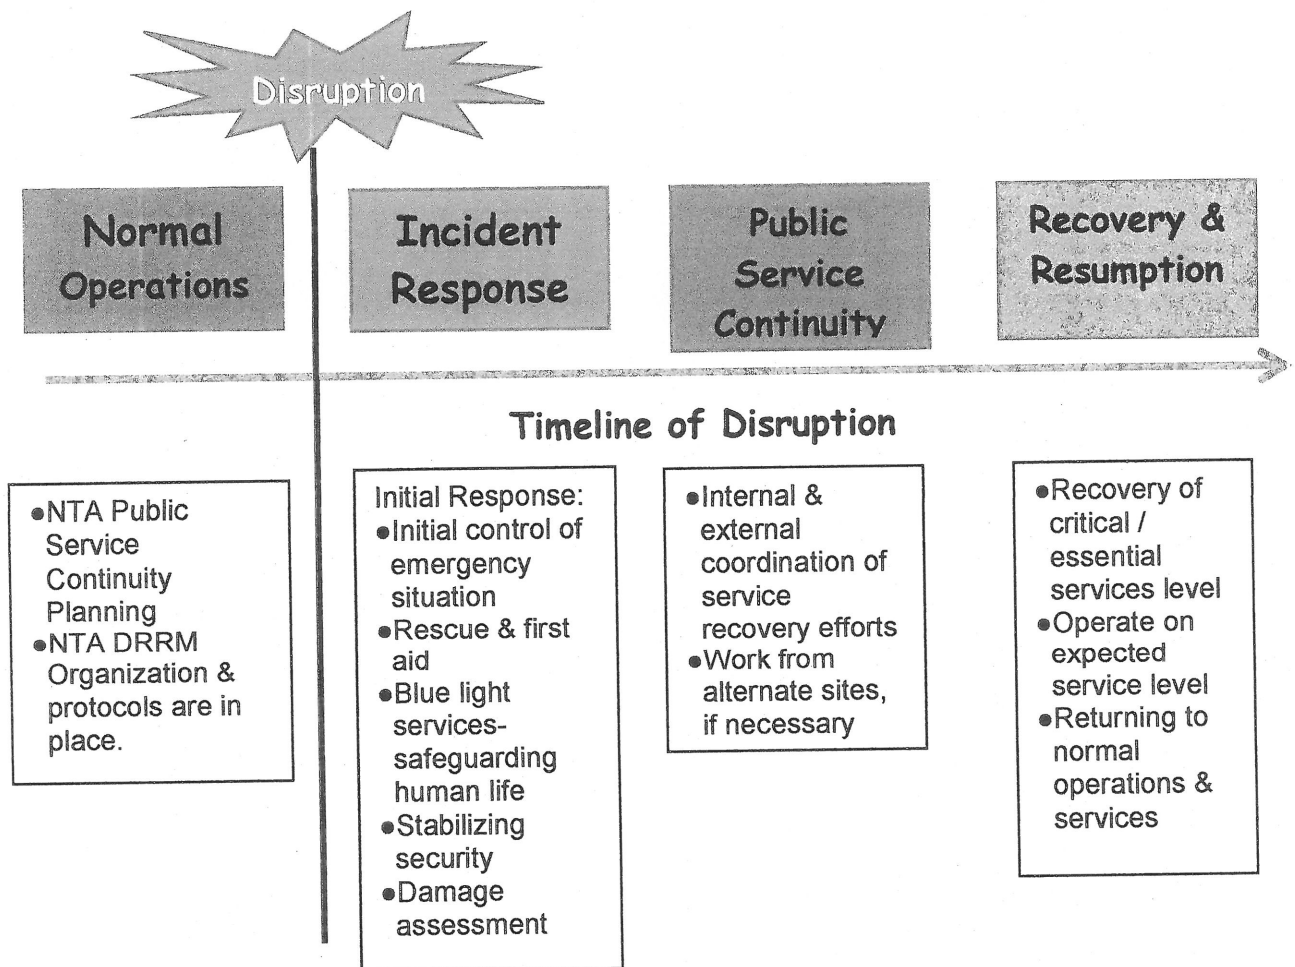 Disruption
Normal
Operations
Incident
Response
Public
Service
Continuity
Recovery &
Resumption
Timeline of Disruption
●NTA Public
Service
Continuity
Planning
●NTA DRRM
Organization &
protocols are in
place.
Initial Response:
●Initial control of
emergency
situation
●Rescue & first
aid
●Blue light
services-
safeguarding
human life
●Stabilizing
security
●Damage
assessment
●Internal &
external
coordination of
service
recovery efforts
●Work from
alternate sites,
if necessary
●Recovery of
critical /
essential
services level
●Operate on
expected
service level
●Returning to
normal
operations &
services